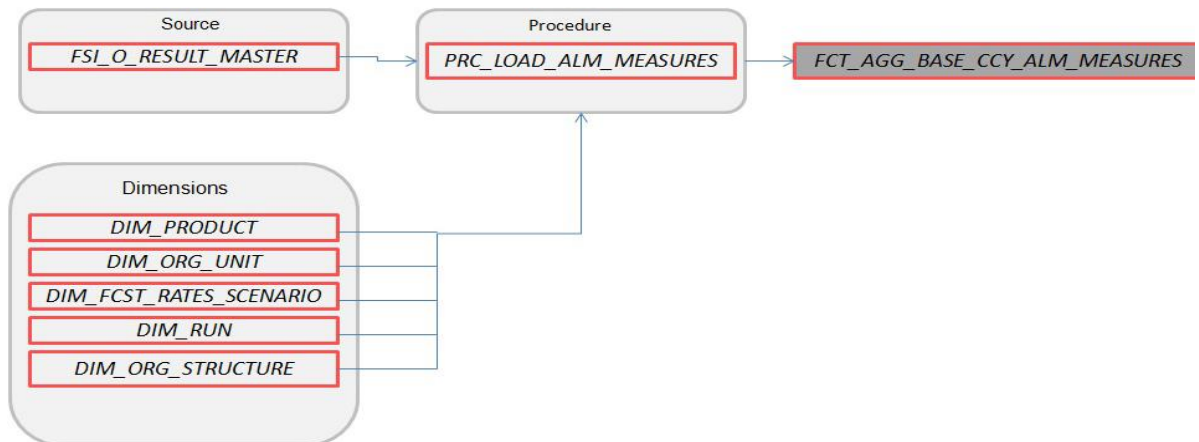 Source
FSI_O_RESULT_MASTER
Procedure
PRC_LOAD_ALM_MEASURES
FCT_AGG_BASE_CCY_ALM_MEASURES
Dimensions
DIM_PRODUCT
DIM_ORG_UNIT
DIM_FCST_RATES_SCENARIO
DIM_RUN
DIM_ORG_STRUCTURE